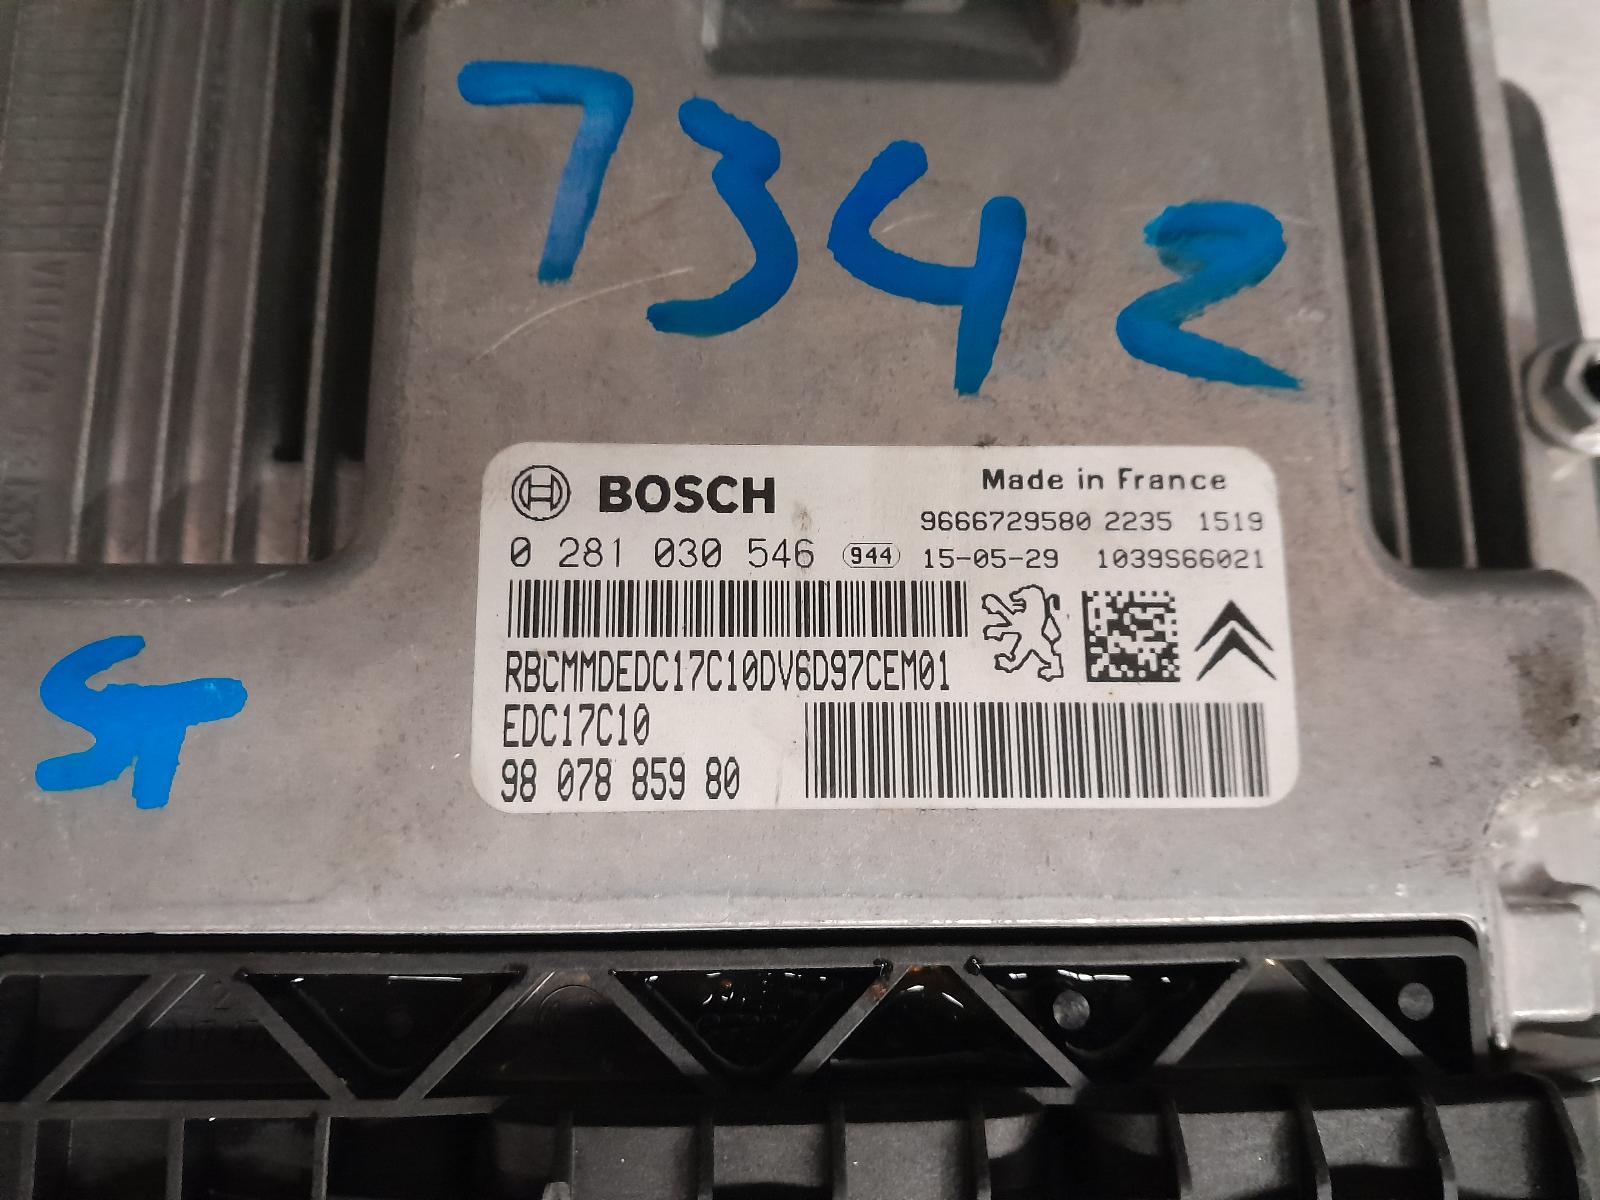 7342
BOSCH
Made in France
9666729580 2235 1519
0 281 030 546 944 15-05-29 1039S66021
RBCMMDEDC17C10DV6D97CEM01
EDC17C10
98 078 859 80
ST